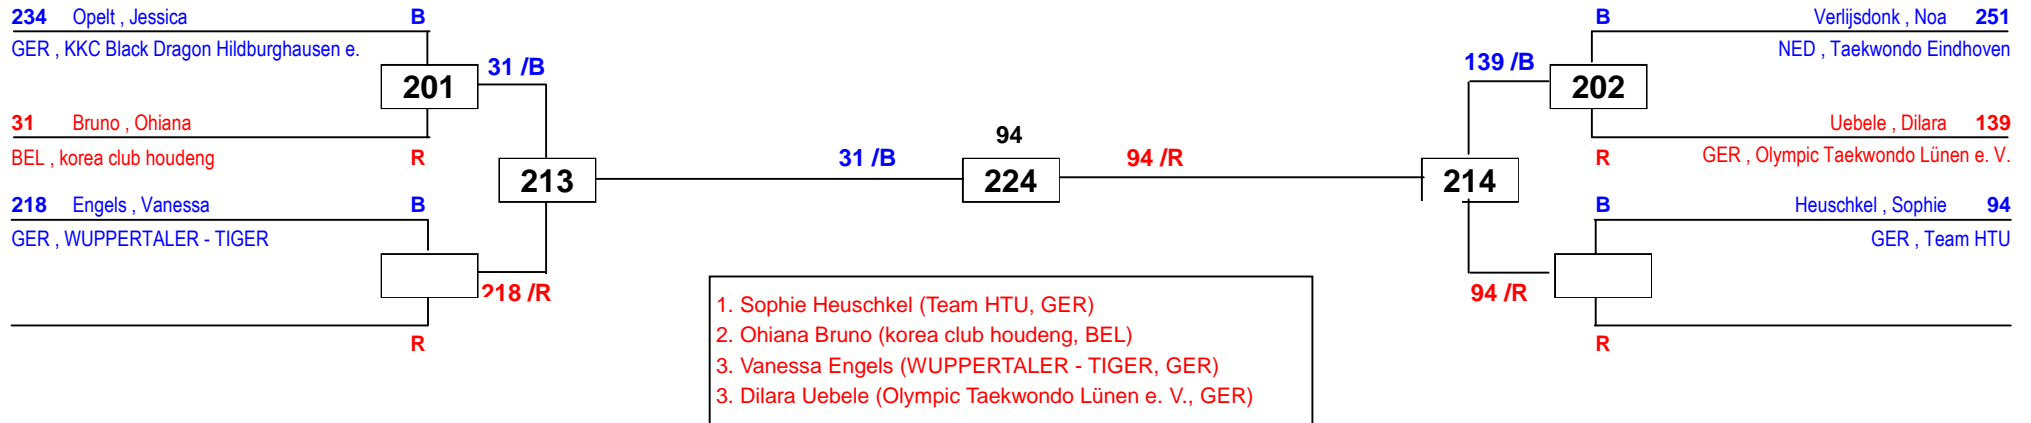 234 Opelt , Jessica B
GER , KKC Black Dragon Hildburghausen e.
201
31 /B
31 Bruno , Ohiana
BEL , korea club houdeng R
213
218 Engels , Vanessa B
GER , WUPPERTALER - TIGER
218 /R
R
31 /B
94
224
94 /R
B Verlijsdonk , Noa 251
NED , Taekwondo Eindhoven
139 /B
202
Uebele , Dilara 139
R GER , Olympic Taekwondo Lünen e. V.
214
B Heuschkel , Sophie 94
GER , Team HTU
94 /R
R
1. Sophie Heuschkel (Team HTU, GER)
2. Ohiana Bruno (korea club houdeng, BEL)
3. Vanessa Engels (WUPPERTALER - TIGER, GER)
3. Dilara Uebele (Olympic Taekwondo Lünen e. V., GER)